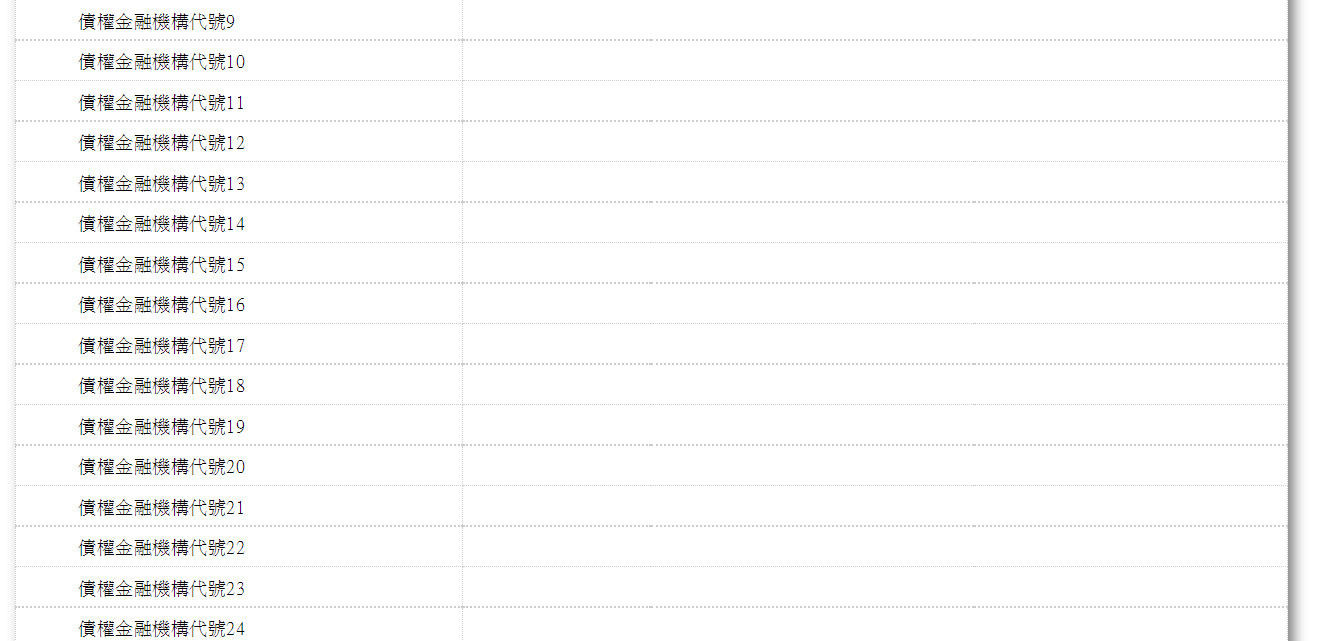 債權金融機構代號9
債權金融機構代號10
債權金融機構代號11
債權金融機構代號12
債權金融機構代號13
債權金融機構代號14
債權金融機構代號15
債權金融機構代號16
債權金融機構代號17
債權金融機構代號18
債權金融機構代號19
債權金融機構代號20
債權金融機構代號21
債權金融機構代號22
債權金融機構代號23
債權金融機構代號24